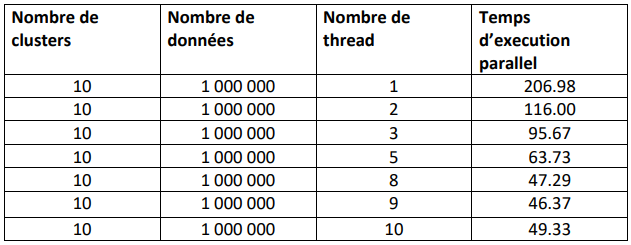 Nombre de clusters Nombre de données Nombre de thread Temps d’execution parallel
10 1 000 000 1 206.98
10 1 000 000 2 116.00
10 1 000 000 3 95.67
10 1 000 000 5 63.73
10 1 000 000 8 47.29
10 1 000 000 9 46.37
10 1 000 000 10 49.33